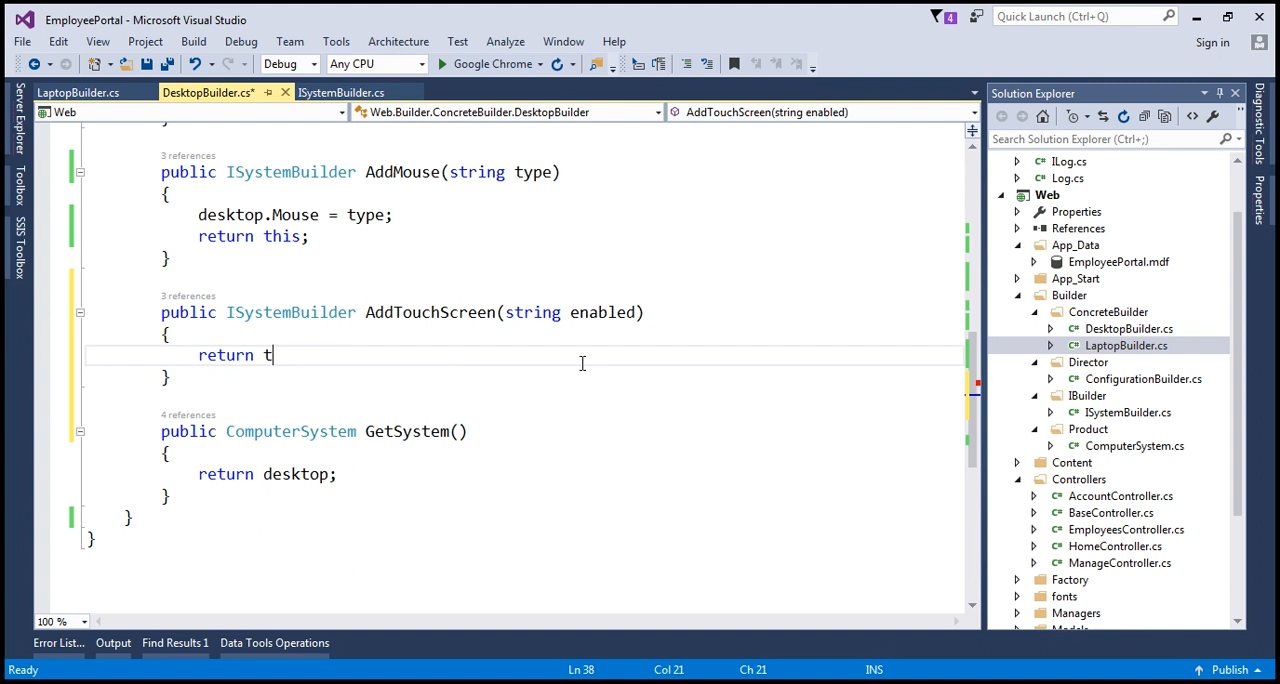 EmployeePortal - Microsoft Visual Studio
4
Quick Launch (Ctrl+Q)
File Edit View Project Build Debug Team Tools Architecture Test Analyze Window Help
Sign in
Debug Any CPU Google Chrome
Server Explorer
Toolbox
SSIS Toolbox
LaptopBuilder.cs DesktopBuilder.cs* ISystemBuilder.cs
Web Web.Builder.ConcreteBuilder.DesktopBuilder AddTouchScreen(string enabled)
}
3 references
public ISystemBuilder AddMouse(string type)
{
desktop.Mouse = type;
return this;
}
3 references
public ISystemBuilder AddTouchScreen(string enabled)
{
return t
}
4 references
public ComputerSystem GetSystem()
{
return desktop;
}
}
}
100 %
Solution Explorer
Search Solution Explorer (Ctrl+;)
C# ILog.cs
C# Log.cs
Web
Properties
References
App_Data
EmployeePortal.mdf
App_Start
Builder
ConcreteBuilder
C# DesktopBuilder.cs
C# LaptopBuilder.cs
Director
C# ConfigurationBuilder.cs
IBuilder
C# ISystemBuilder.cs
Product
C# ComputerSystem.cs
Content
Controllers
C# AccountController.cs
C# BaseController.cs
C# EmployeesController.cs
C# HomeController.cs
C# ManageController.cs
Factory
fonts
Managers
Models
Diagnostic Tools
Properties
Error List... Output Find Results 1 Data Tools Operations
Ready Ln 38 Col 21 Ch 21 INS Publish